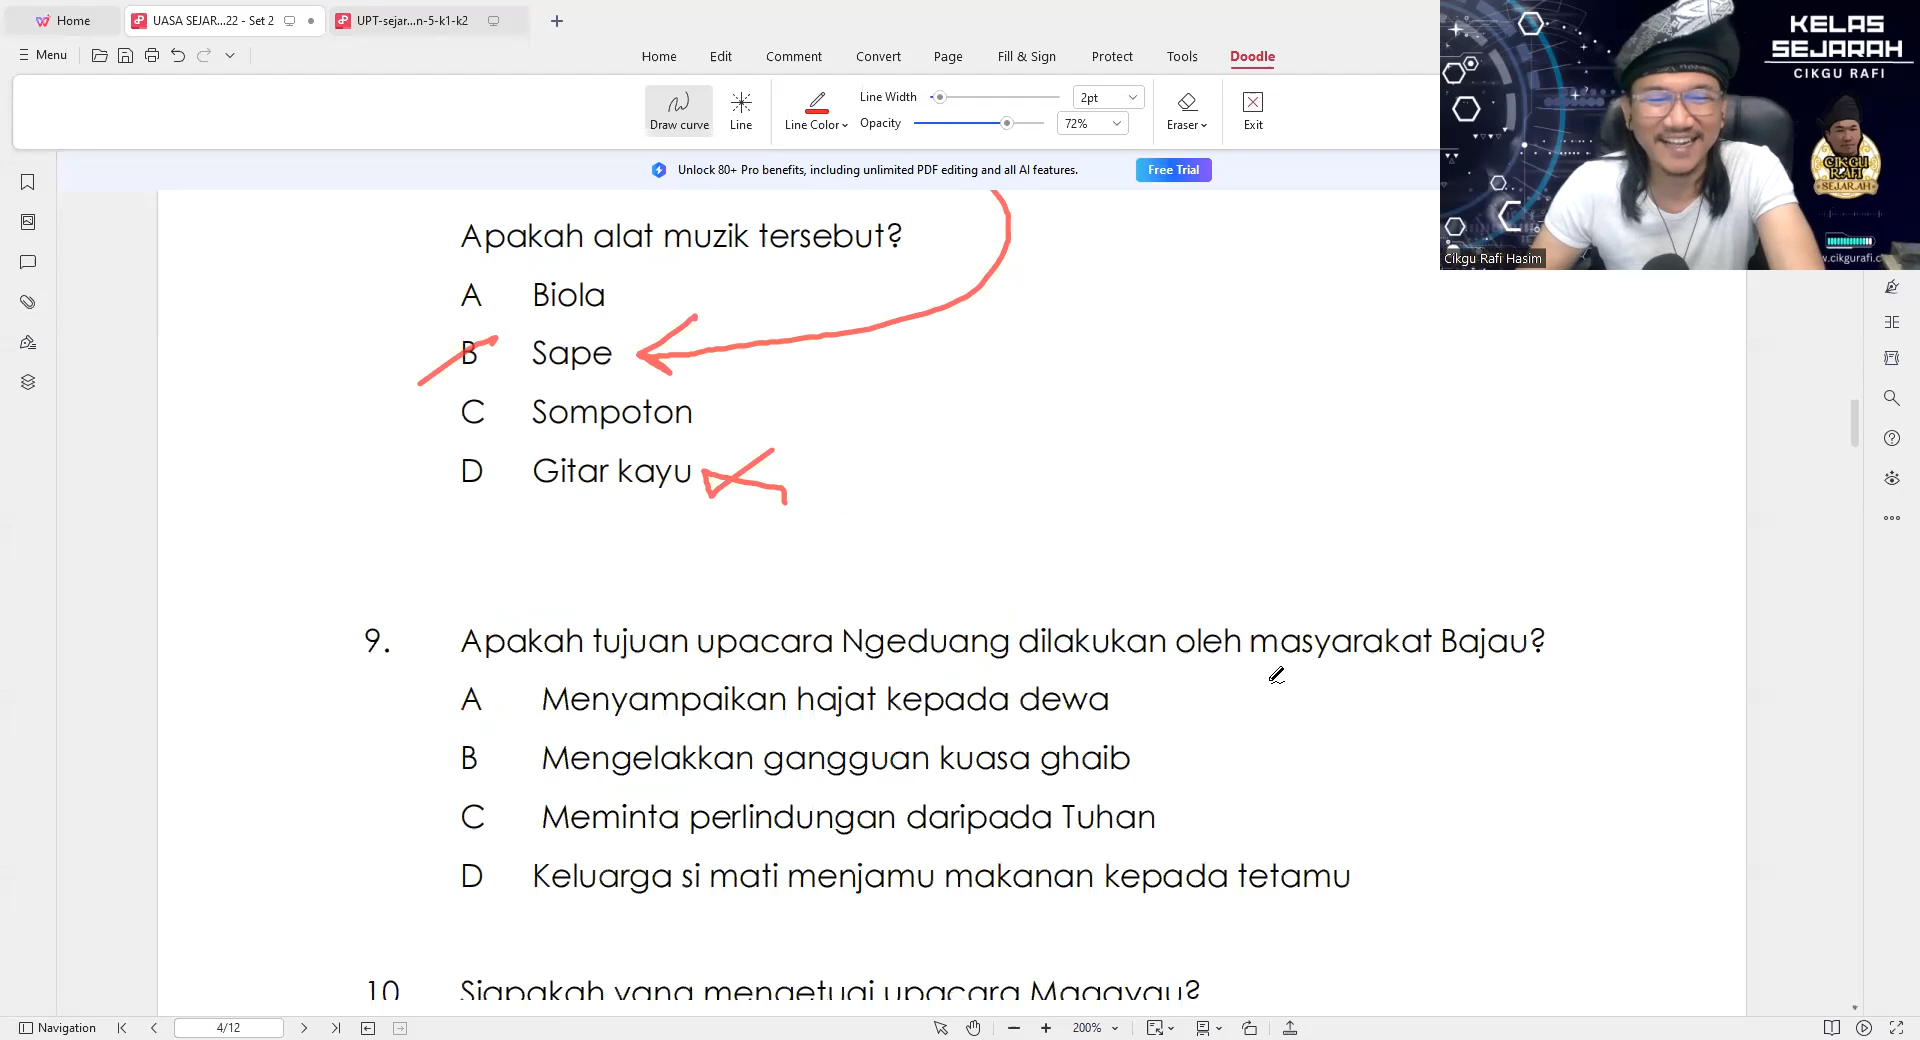 Home
UASA SEJAR...22 - Set 2
UPT-sejar...n-5-k1-k2
Menu
Home Edit Comment Convert Page Fill & Sign Protect Tools Doodle
Draw curve
Line
Line Color
Line Width 2pt
Opacity 72%
Eraser
Exit
Unlock 80+ Pro benefits, including unlimited PDF editing and all AI features.
Free Trial
KELAS
SEJARAH
CIKGU RAFI
CIKGU
RAFI
SEJARAH
Cikgu Rafi Hasim
w.cikgurafi.c
Apakah alat muzik tersebut?
A Biola
B Sape
C Sompoton
D Gitar kayu
9. Apakah tujuan upacara Ngeduang dilakukan oleh masyarakat Bajau?
A Menyampaikan hajat kepada dewa
B Mengelakkan gangguan kuasa ghaib
C Meminta perlindungan daripada Tuhan
D Keluarga si mati menjamu makanan kepada tetamu
10 Siapakah yang mengetuai upacara Magayau?
Navigation
4/12
200%